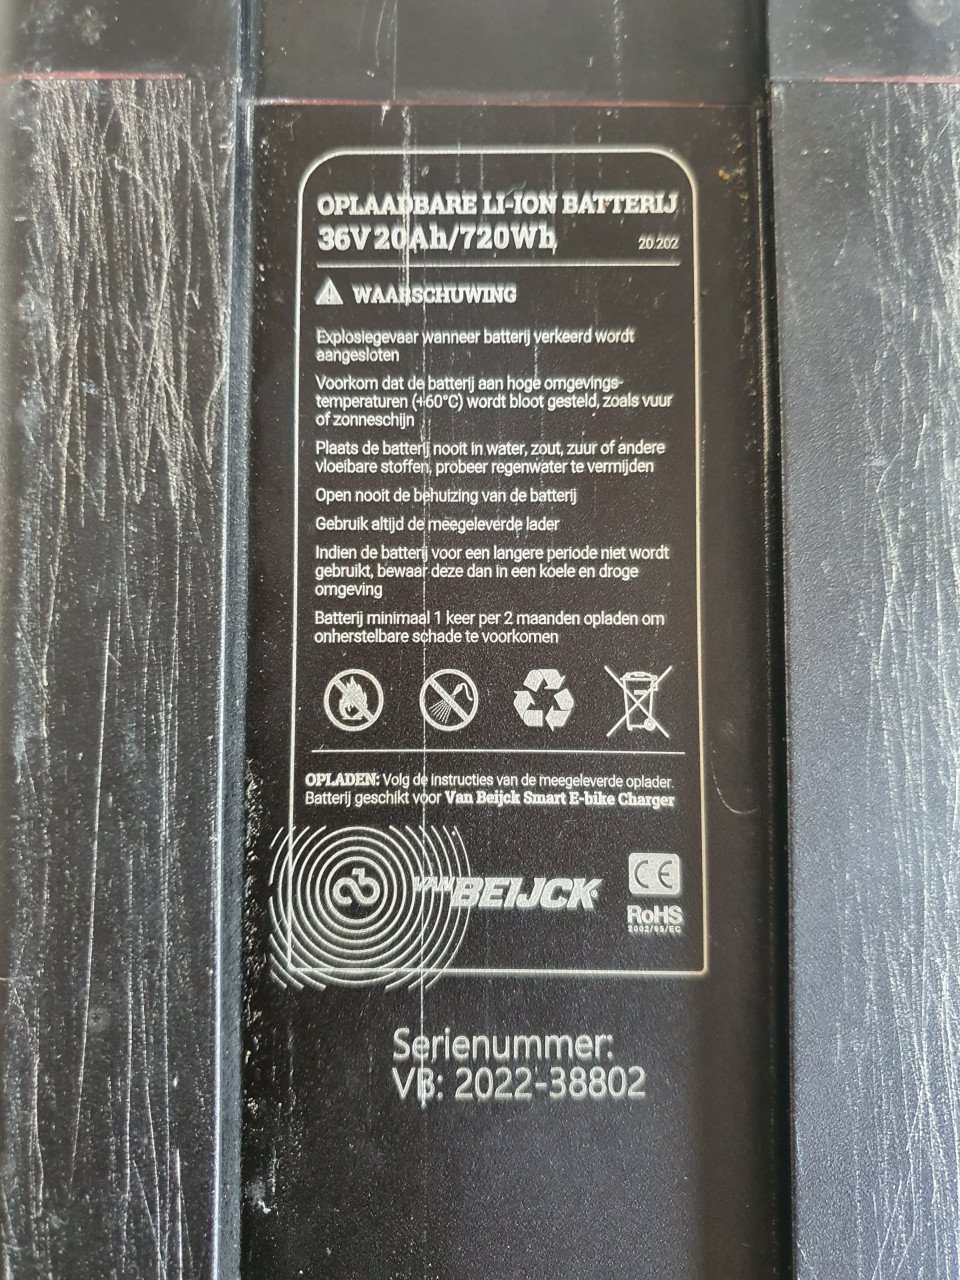 OPLAADBARE LI-ION BATTERIJ
36V 20Ah/720Wh 20.202
WAARSCHUWING
Explosiegevaar wanneer batterij verkeerd wordt
aangesloten
Voorkom dat de batterij aan hoge omgevings-
temperaturen (+60°C) wordt bloot gesteld, zoals vuur
of zonneschijn
Plaats de batterij nooit in water, zout, zuur of andere
vloeibare stoffen, probeer regenwater te vermijden
Open nooit de behuizing van de batterij
Gebruik altijd de meegeleverde lader
Indien de batterij voor een langere periode niet wordt
gebruikt, bewaar deze dan in een koele en droge
omgeving
Batterij minimaal 1 keer per 2 maanden opladen om
onherstelbare schade te voorkomen
OPLADEN: Volg de instructies van de meegeleverde oplader
Batterij geschikt voor Van Beijck Smart E-bike Charger
VAN BEIJCK
CE
RoHS
2002/95/EC
Serienummer:
VB: 2022-38802